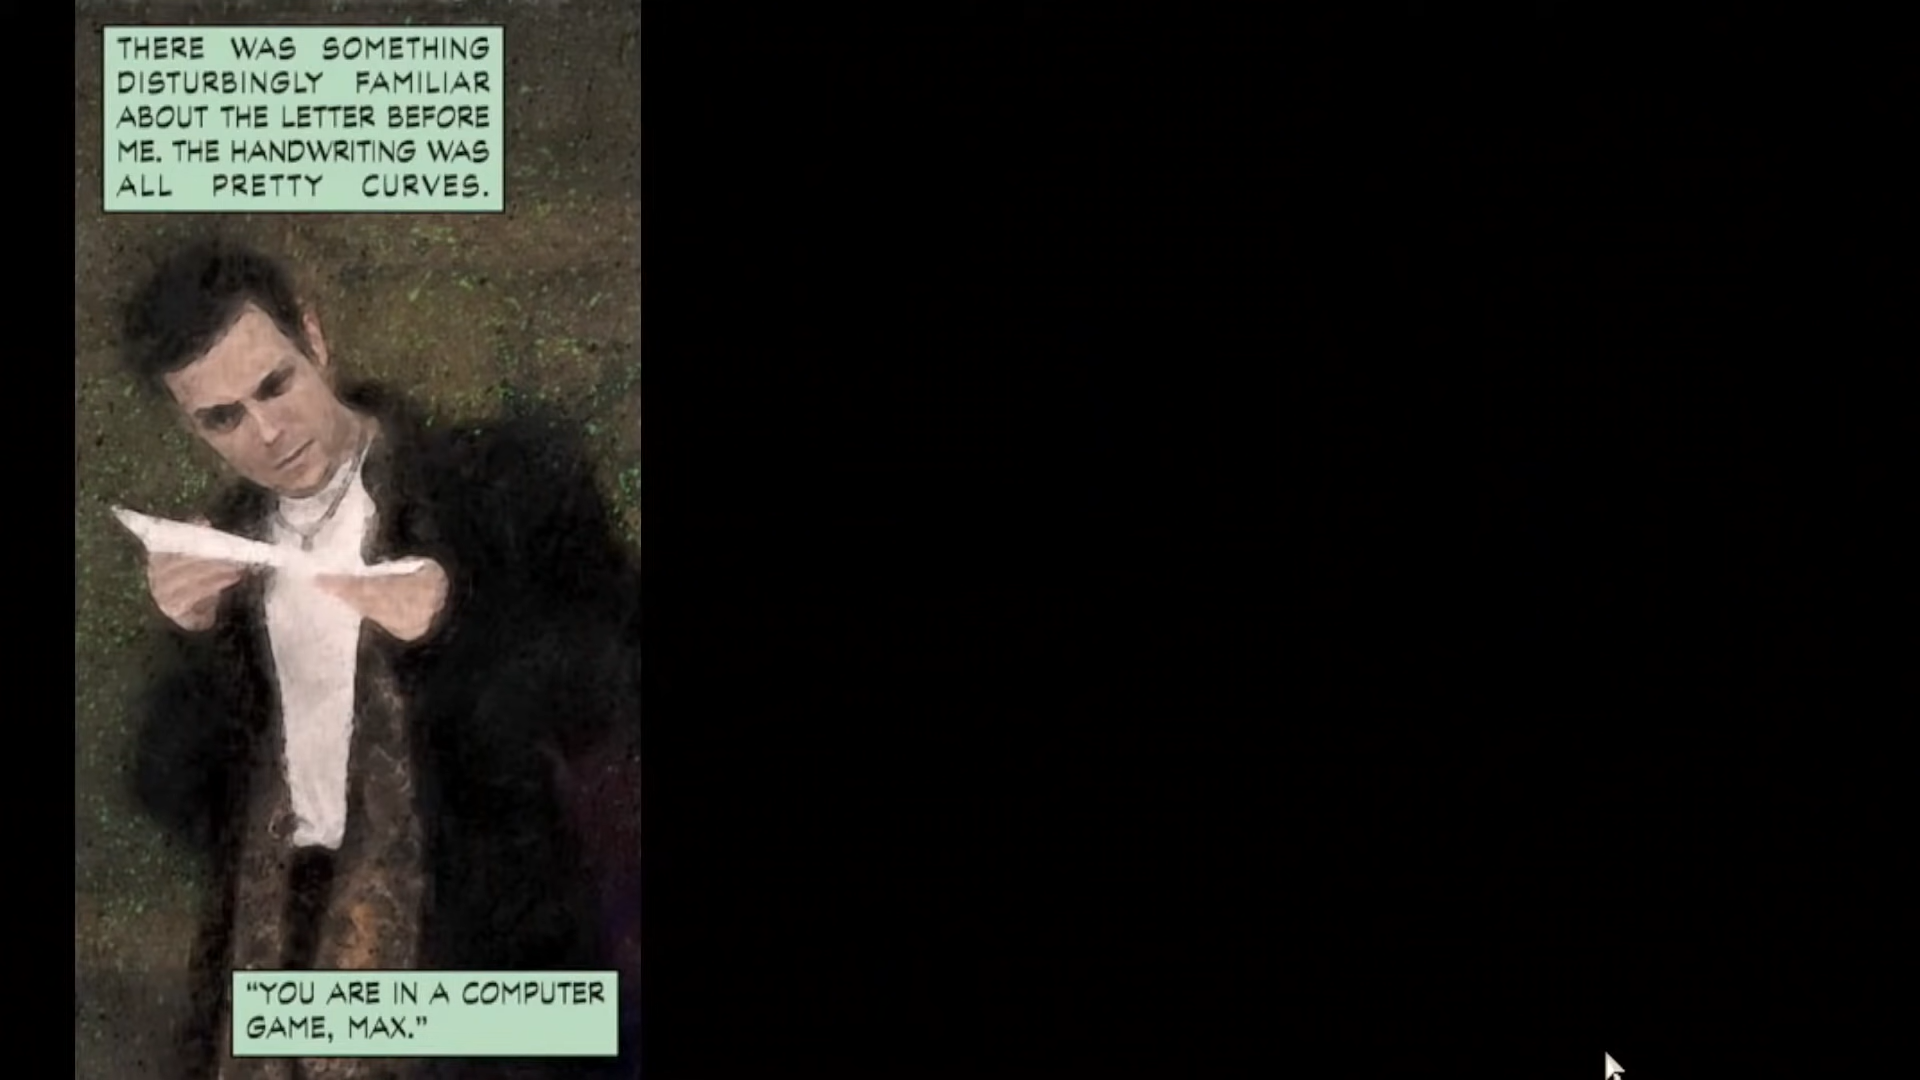 THERE WAS SOMETHING
DISTURBINGLY FAMILIAR
ABOUT THE LETTER BEFORE
ME. THE HANDWRITING WAS
ALL PRETTY CURVES.
“YOU ARE IN A COMPUTER
GAME, MAX.”